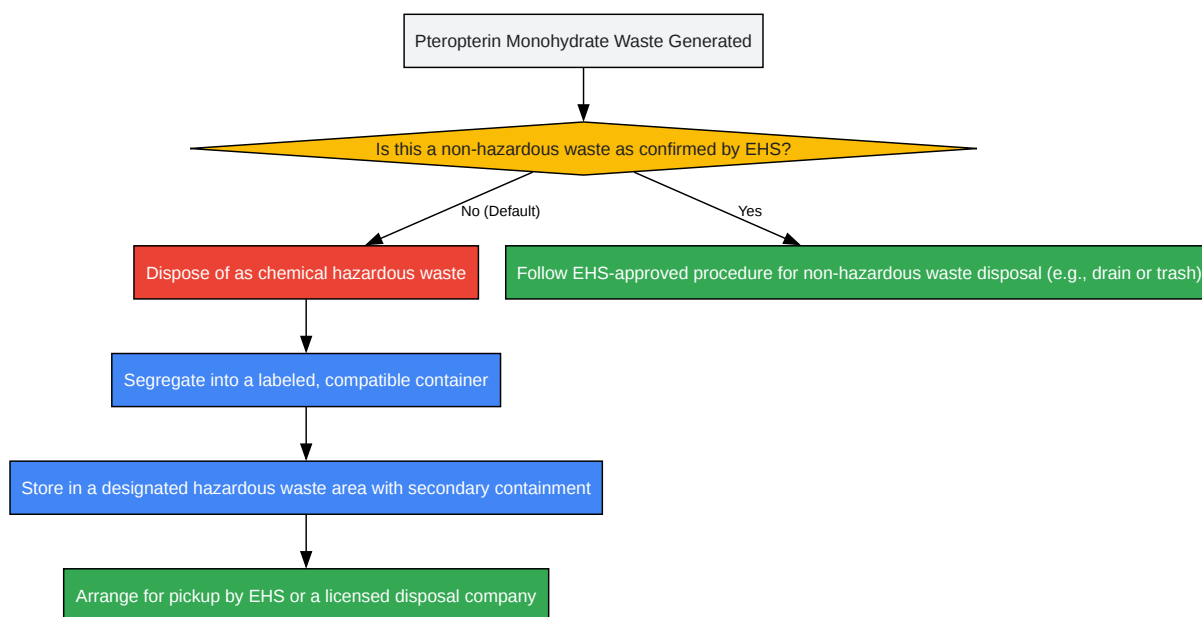 Pteropterin Monohydrate Waste Generated
Is this a non-hazardous waste as confirmed by EHS?
No (Default)
Yes
Dispose of as chemical hazardous waste
Follow EHS-approved procedure for non-hazardous waste disposal (e.g., drain or trash)
Segregate into a labeled, compatible container
Store in a designated hazardous waste area with secondary containment
Arrange for pickup by EHS or a licensed disposal company